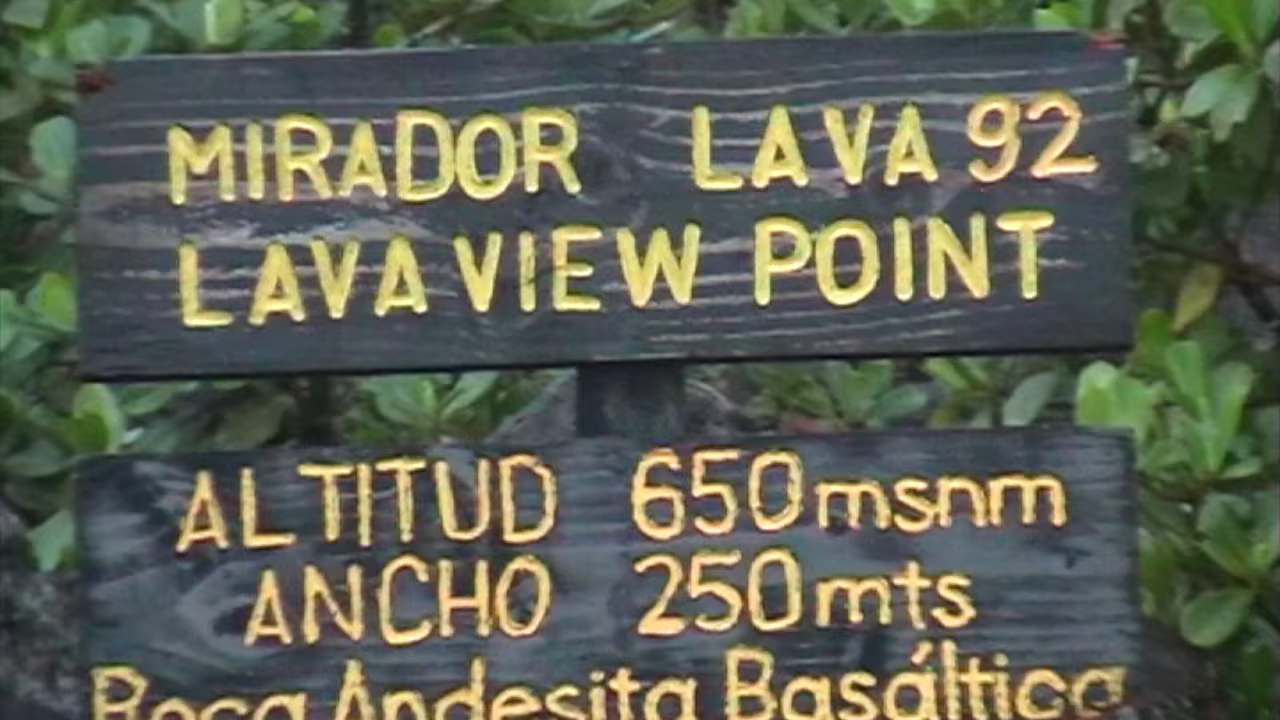 MIRADOR LAVA 92
LAVA VIEW POINT
ALTITUD 650 msnm
ANCHO 250 mts
Roca Andesita Basáltica